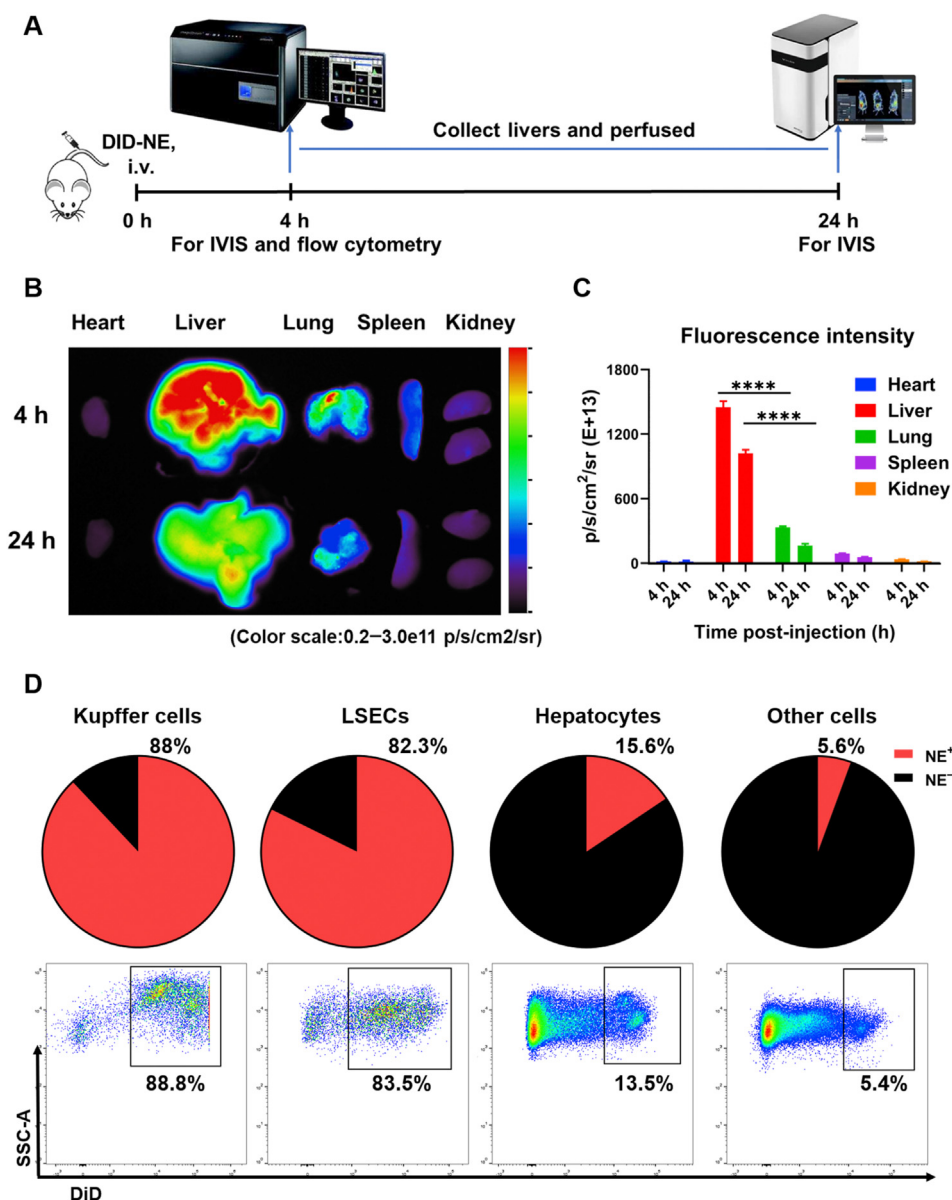 A
DID-NE,
i.v.
Collect livers and perfused
0 h
4 h
24 h
For IVIS and flow cytometry
For IVIS
B
Heart
Liver
Lung
Spleen
Kidney
4 h
24 h
(Color scale:0.2–3.0e11 p/s/cm2/sr)
C
Fluorescence intensity
p/s/cm²/sr (E+13)
1800
1200
600
0
****
****
Heart
Liver
Lung
Spleen
Kidney
4 h
24 h
4 h
24 h
4 h
24 h
4 h
24 h
4 h
24 h
Time post-injection (h)
D
Kupffer cells
88%
LSECs
82.3%
Hepatocytes
15.6%
Other cells
5.6%
NE⁺
NE⁻
88.8%
83.5%
13.5%
5.4%
SSC-A
DiD